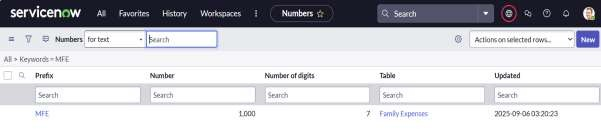 servicenow All Favorites History Workspaces Numbers Search
Numbers for text Search Actions on selected rows... New
All > Keywords = MFE
Prefix Number Number of digits Table Updated
Search Search Search Search Search
MFE 1,000 7 Family Expenses 2025-09-06 03:20:23